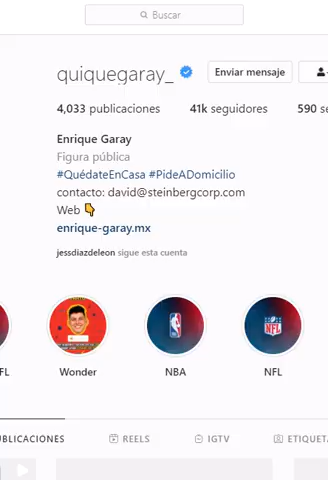 Buscar
quiquegaray_
Enviar mensaje
4,033 publicaciones 41k seguidores 590 se
Enrique Garay
Figura pública
#QuédateEnCasa #PideADomicilio
contacto: david@steinbergcorp.com
Web
enrique-garay.mx
jessdiazdeleon sigue esta cuenta
NFL
FL Wonder NBA NFL
UBLICACIONES REELS IGTV ETIQUETA